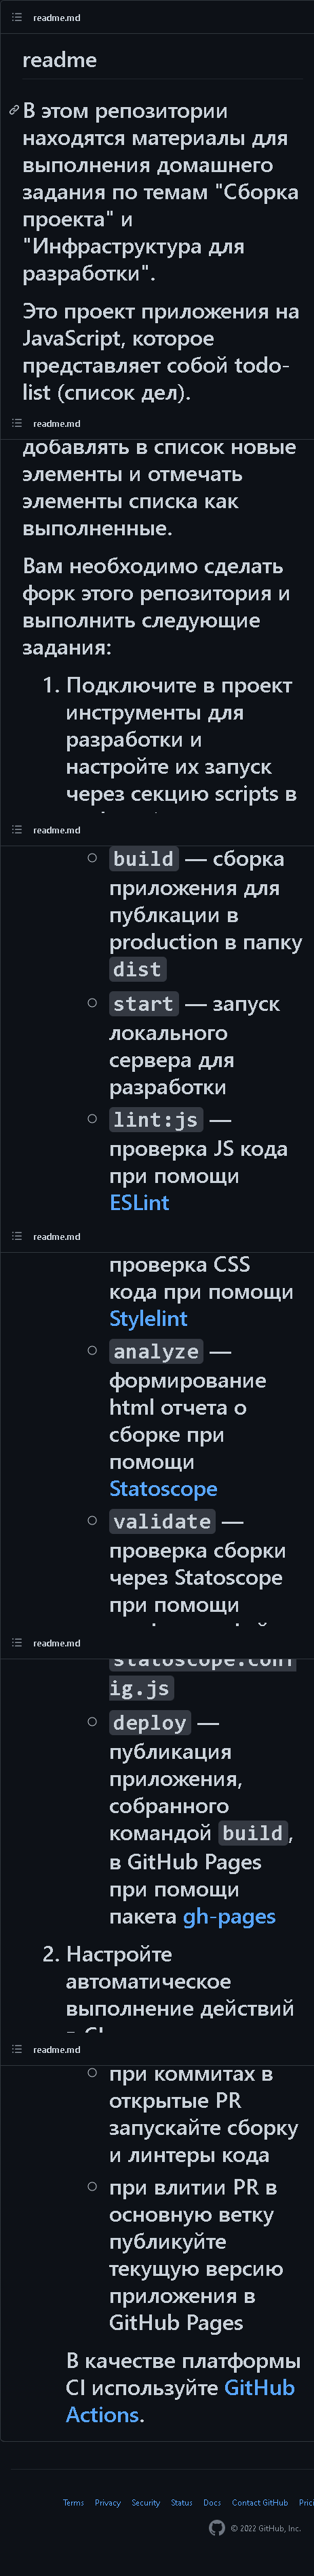 readme.md
readme
В этом репозитории
находятся материалы для
выполнения домашнего
задания по темам "Сборка
проекта" и
"Инфраструктура для
разработки".
Это проект приложения на
JavaScript, которое
представляет собой todo-
list (список дел).
readme.md
добавлять в список новые
элементы и отмечать
элементы списка как
выполненные.
Вам необходимо сделать
форк этого репозитория и
выполнить следующие
задания:
1. Подключите в проект
инструменты для
разработки и
настройте их запуск
через секцию scripts в
readme.md
build — сборка
приложения для
публкации в
production в папку
dist
start — запуск
локального
сервера для
разработки
lint:js —
проверка JS кода
при помощи
ESLint
readme.md
проверка CSS
кода при помощи
Stylelint
analyze —
формирование
html отчета о
сборке при
помощи
Statoscope
validate —
проверка сборки
через Statoscope
при помощи
readme.md
statoscope.conf
ig.js
deploy —
публикация
приложения,
собранного
командой build,
в GitHub Pages
при помощи
пакета gh-pages
2. Настройте
автоматическое
выполнение действий
в CI
readme.md
при коммитах в
открытые PR
запускайте сборку
и линтеры кода
при влитии PR в
основную ветку
публикуйте
текущую версию
приложения в
GitHub Pages
В качестве платформы
CI используйте GitHub
Actions.
Terms Privacy Security Status Docs Contact GitHub
© 2022 GitHub, Inc.